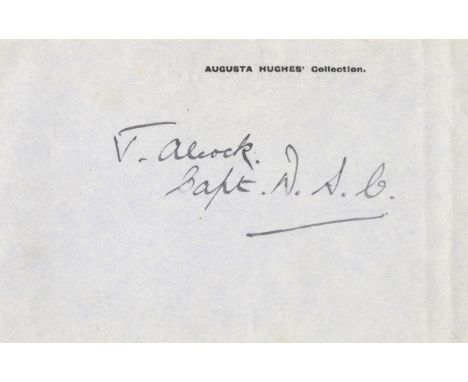 AUGUSTA HUGHES' Collection.
J. Alcock.
Capt. D. S. C.